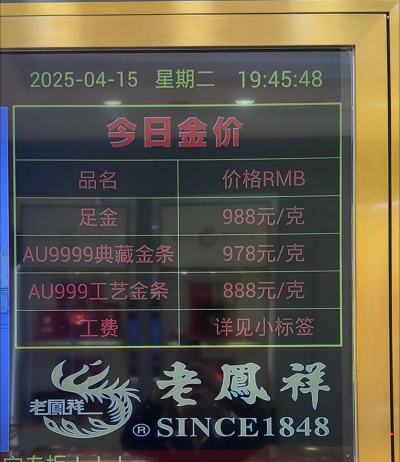 2025-04-15 星期二 19:45:48
今日金价
品名 价格RMB
足金 988元/克
AU9999典藏金条 978元/克
AU999工艺金条 888元/克
工费 详见小标签
老鳳祥 老鳳祥
® SINCE1848